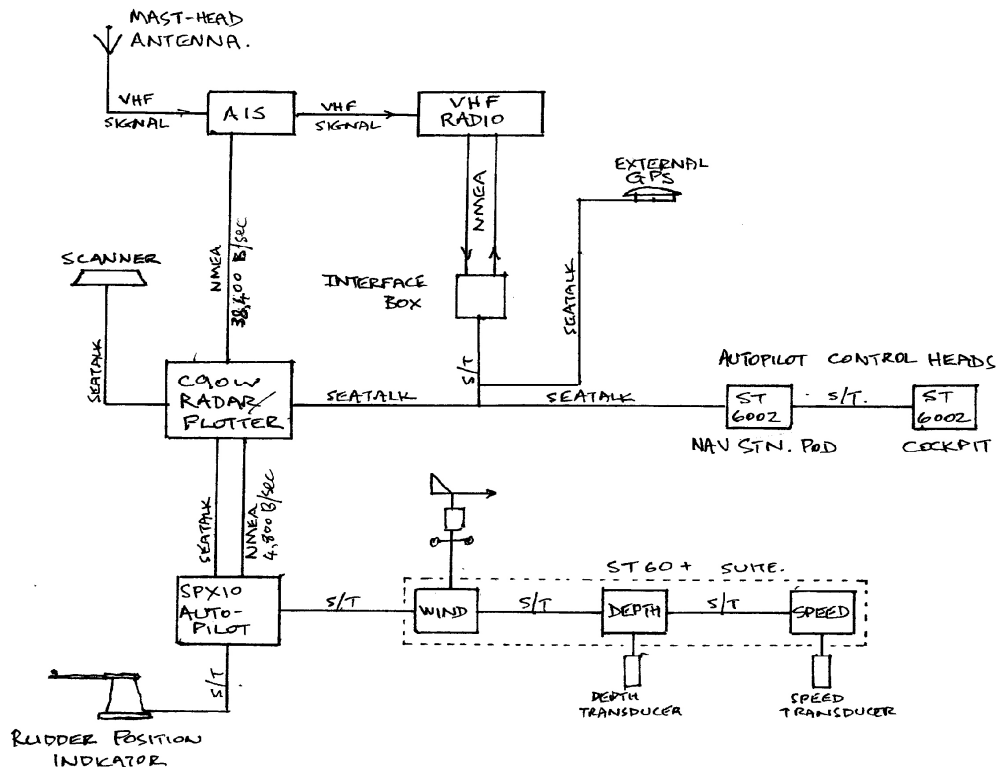 MAST-HEAD
ANTENNA.
VHF
SIGNAL
AIS
VHF
SIGNAL
VHF
RADIO
EXTERNAL
GPS
NMEA
NMEA
38,400 B/sec
SCANNER
INTERFACE
BOX
SEATALK
SEATALK
S/T
AUTOPILOT CONTROL HEADS
C90W
RADAR/
PLOTTER
SEATALK
SEATALK
ST
6002
S/T.
ST
6002
NAV STN. POD
COCKPIT
SEATALK
NMEA
4,800 B/sec
ST60+ SUITE.
SPX10
AUTO-
PILOT
S/T
WIND
S/T
DEPTH
S/T
SPEED
S/T
DEPTH
TRANSDUCER
SPEED
TRANSDUCER
RUDDER POSITION
INDICATOR